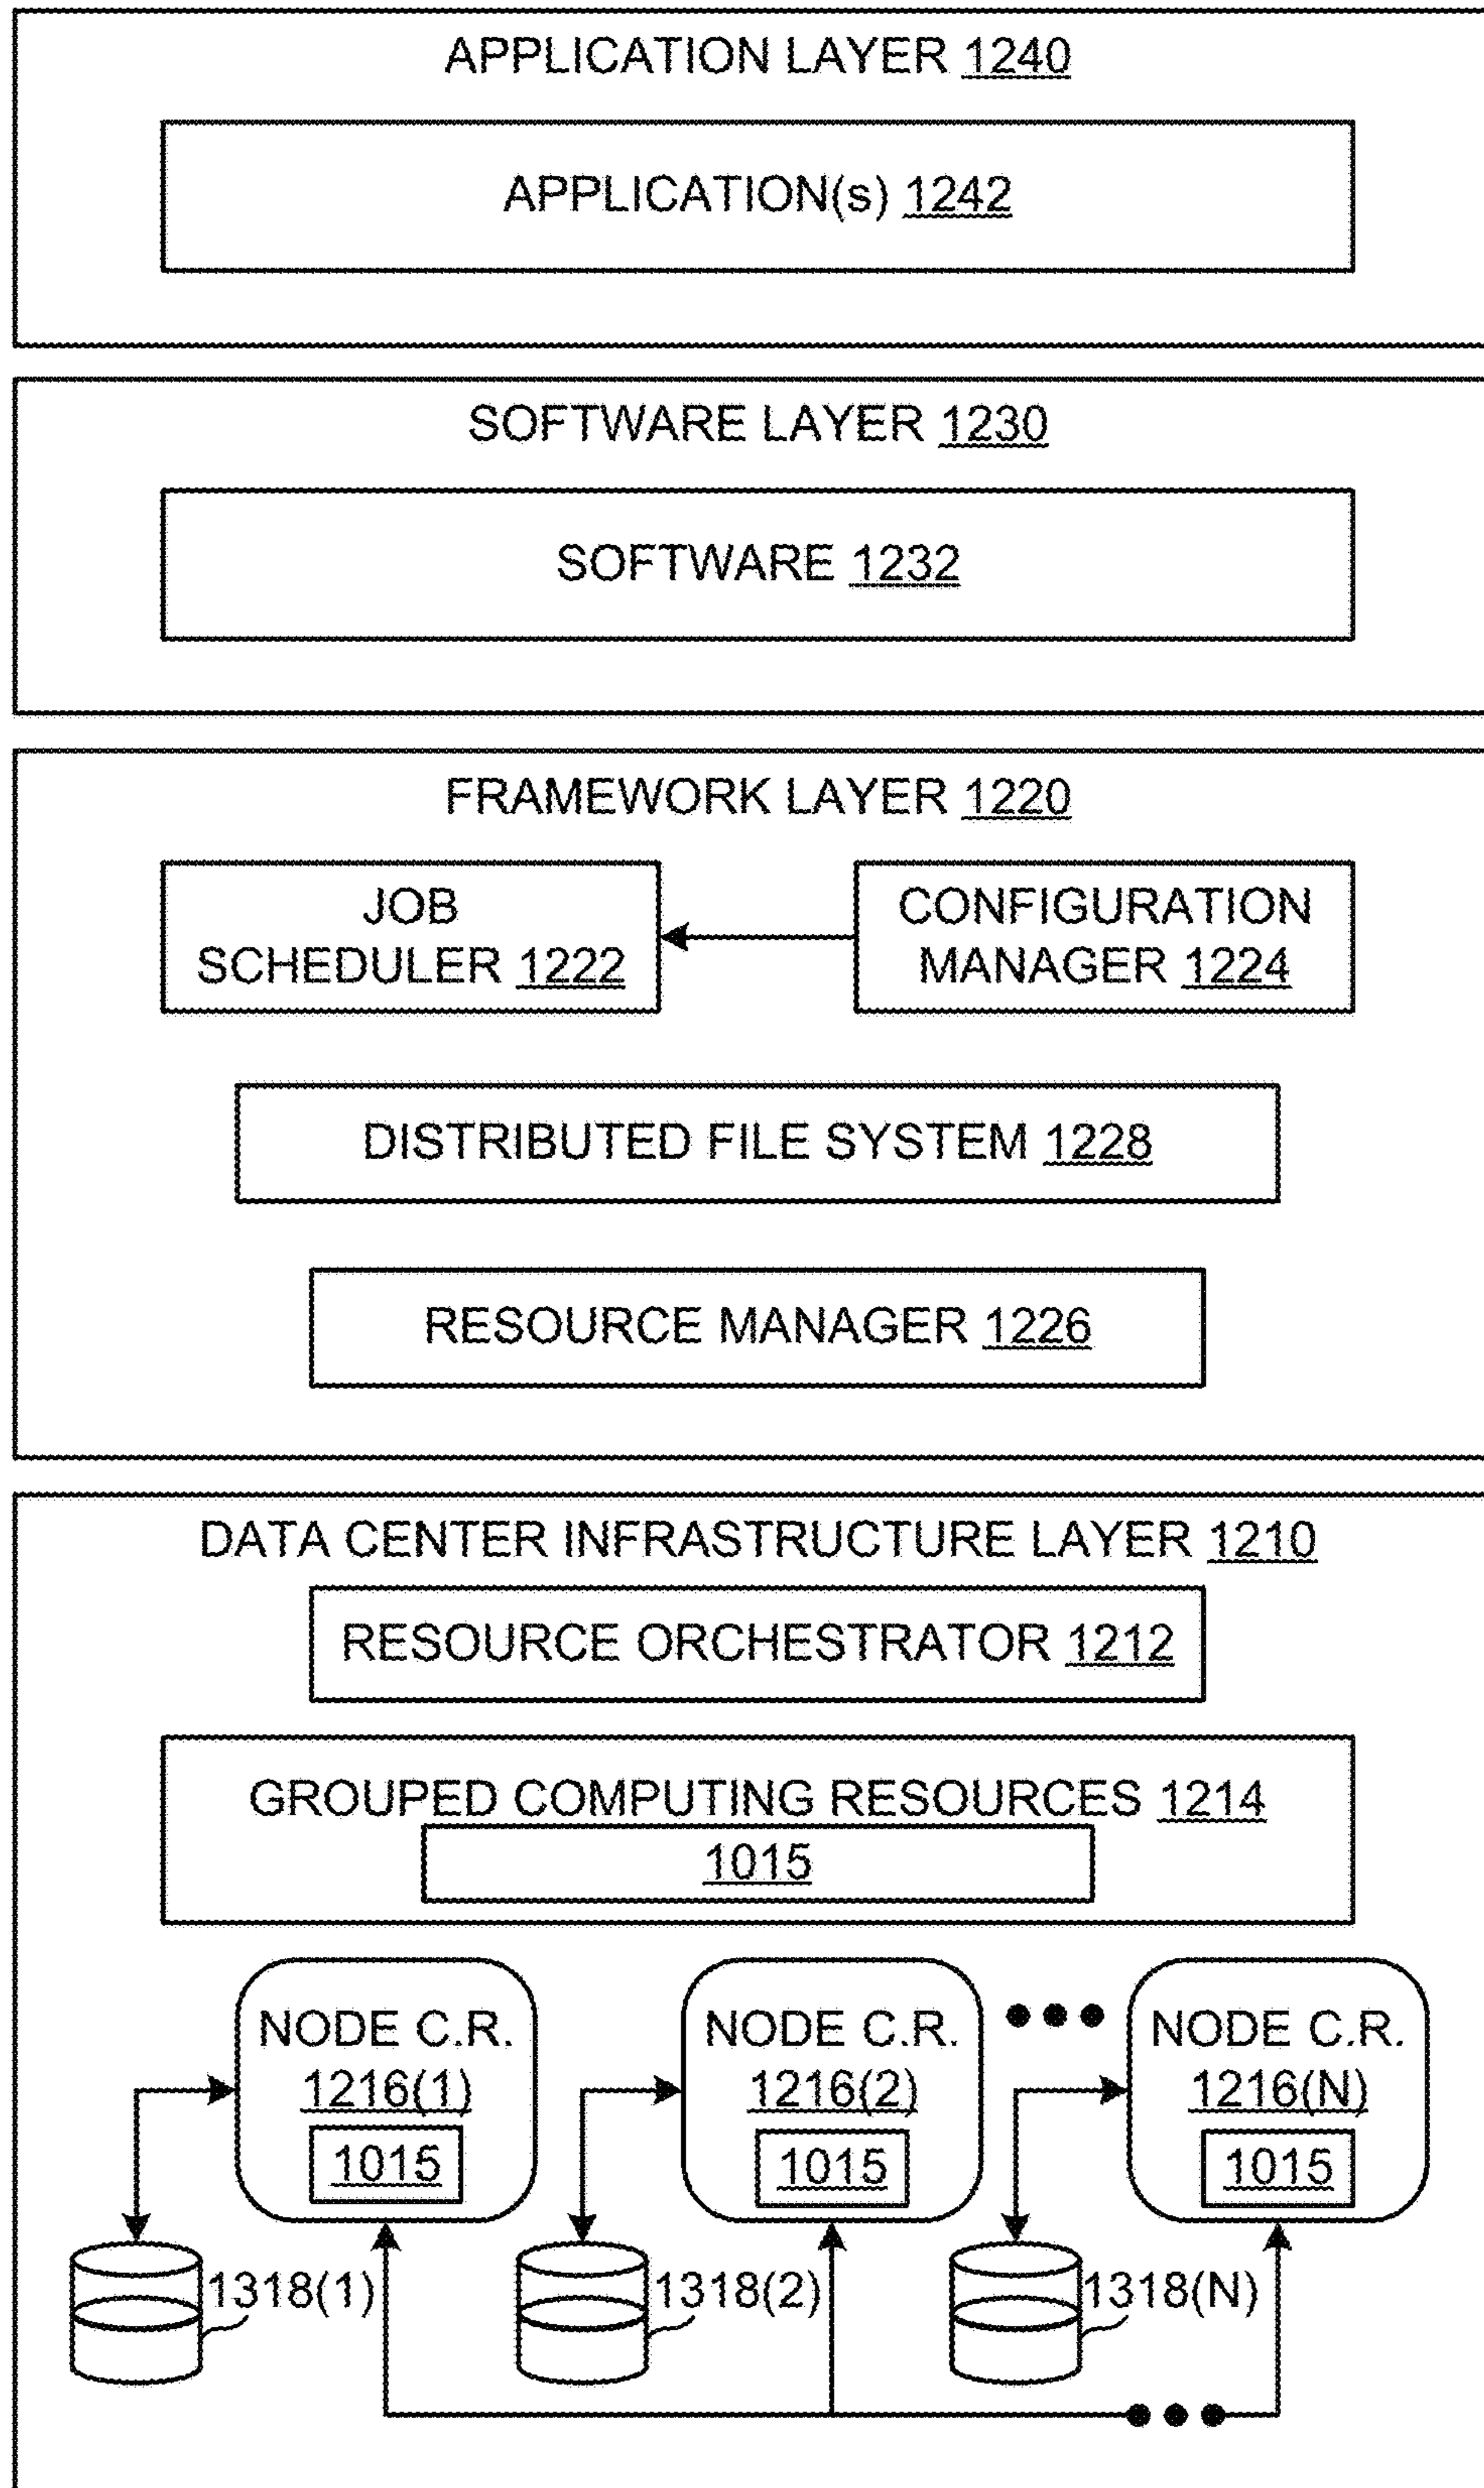 APPLICATION LAYER 1240
APPLICATION(s) 1242
SOFTWARE LAYER 1230
SOFTWARE 1232
FRAMEWORK LAYER 1220
JOB
SCHEDULER 1222
CONFIGURATION
MANAGER 1224
DISTRIBUTED FILE SYSTEM 1228
RESOURCE MANAGER 1226
DATA CENTER INFRASTRUCTURE LAYER 1210
RESOURCE ORCHESTRATOR 1212
GROUPED COMPUTING RESOURCES 1214
1015
NODE C.R.
1216(1)
1015
NODE C.R.
1216(2)
1015
NODE C.R.
1216(N)
1015
1318(1)
1318(2)
1318(N)